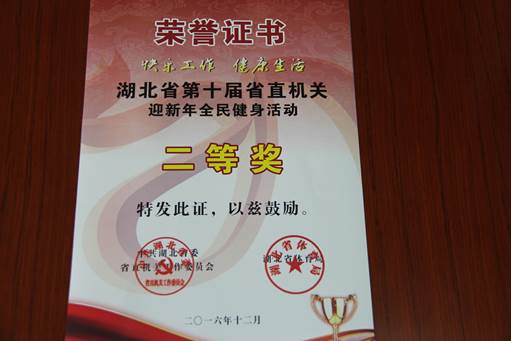 荣誉证书
快乐工作 健康生活
湖北省第十届省直机关
迎新年全民健身活动
二等奖
特发此证，以兹鼓励。
中共湖北省委
省直机关工作委员会
湖北省体育局
二〇一六年十二月